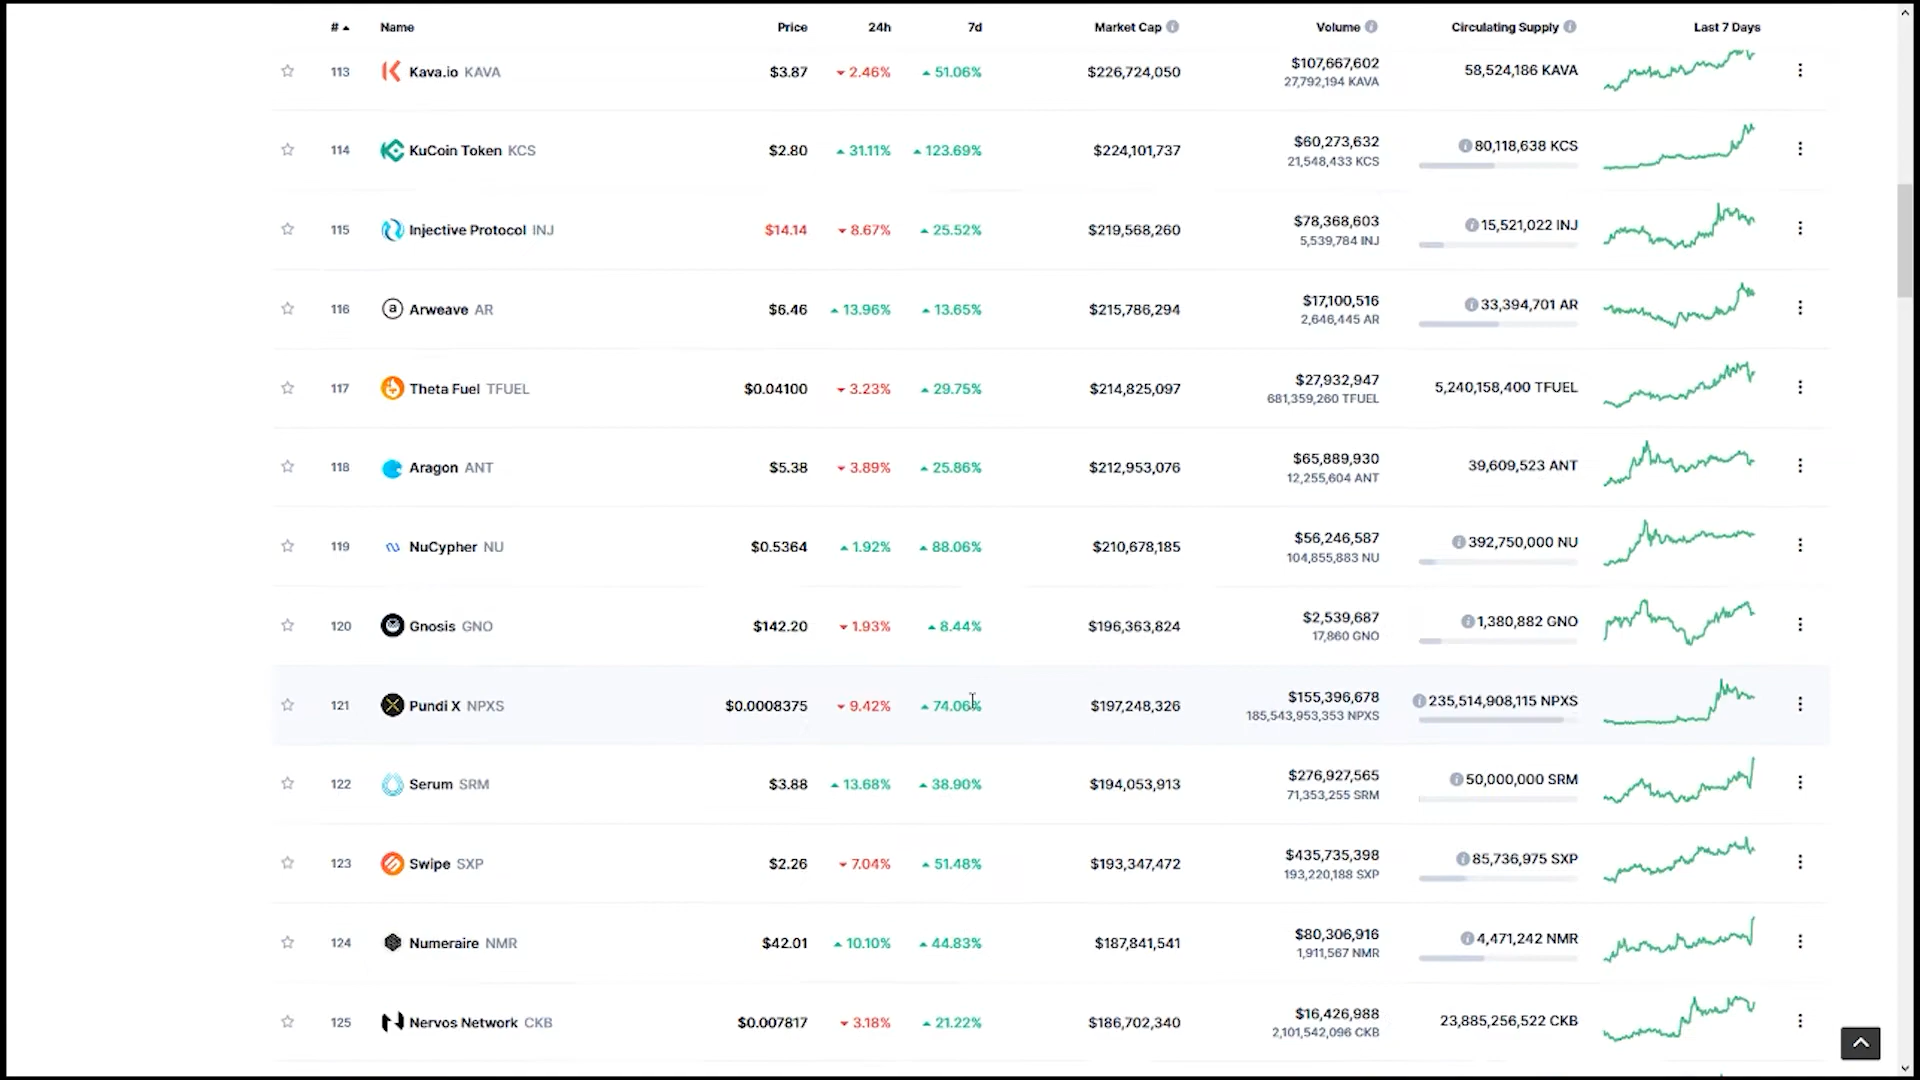 # Name Price 24h 7d Market Cap Volume Circulating Supply Last 7 Days
113 Kava.io KAVA $3.87 2.46% 51.06% $226,724,050 $107,667,602 58,524,186 KAVA
27,792,194 KAVA
114 KuCoin Token KCS $2.80 31.11% 123.69% $224,101,737 $60,273,632 80,118,638 KCS
21,548,433 KCS
115 Injective Protocol INJ $14.14 8.67% 25.52% $219,568,260 $78,368,603 15,521,022 INJ
5,539,784 INJ
116 Arweave AR $6.46 13.96% 13.65% $215,786,294 $17,100,516 33,394,701 AR
2,646,445 AR
117 Theta Fuel TFUEL $0.04100 3.23% 29.75% $214,825,097 $27,932,947 5,240,158,400 TFUEL
681,359,260 TFUEL
118 Aragon ANT $5.38 3.89% 25.86% $212,953,076 $65,889,930 39,609,523 ANT
12,255,604 ANT
119 NuCypher NU $0.5364 1.92% 88.06% $210,678,185 $56,246,587 392,750,000 NU
104,855,883 NU
120 Gnosis GNO $142.20 1.93% 8.44% $196,363,824 $2,539,687 1,380,882 GNO
17,860 GNO
121 Pundi X NPXS $0.0008375 9.42% 74.06% $197,248,326 $155,396,678 235,514,908,115 NPXS
185,543,953,353 NPXS
122 Serum SRM $3.88 13.68% 38.90% $194,053,913 $276,927,565 50,000,000 SRM
71,353,255 SRM
123 Swipe SXP $2.26 7.04% 51.48% $193,347,472 $435,735,398 85,736,975 SXP
193,220,188 SXP
124 Numeraire NMR $42.01 10.10% 44.83% $187,841,541 $80,306,916 4,471,242 NMR
1,911,567 NMR
125 Nervos Network CKB $0.007817 3.18% 21.22% $186,702,340 $16,426,988 23,885,256,522 CKB
2,101,542,096 CKB